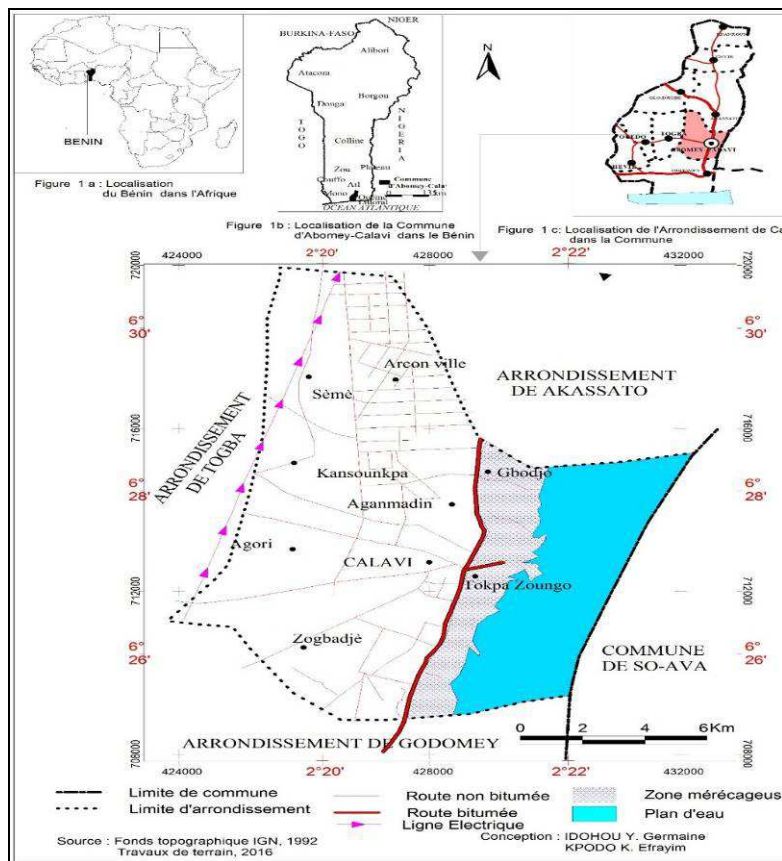 BENIN
Figure 1 a : Localisation
du Bénin dans l'Afrique
NIGER
BURKINA-FASO
Alibori
Atacora
Borgou
Donga
TOGO
NIGERIA
Colline
Zou
Plateau
Couffo
Atl
Mono
Commune
d'Abomey-Cala
OCEAN ATLANTIQUE
Figure 1b : Localisation de la Commune
d'Abomey-Calavi dans le Bénin
N
TOGBA
Figure 1 c: Localisation de l'Arrondissement de Ca
dans la Commune
424000 2°20 428000 2°22 432000
720000
6° 30'
716000
6° 28'
712000
6° 26'
708000
Arcon ville
Sèmè
ARRONDISSEMENT
DE AKASSATO
ARRONDISSEMENT
DE TOGBA
Kansounkpa
Gbodjo
Aganmadin
Agori
CALAVI
Tokpa Zoungo
Zogbadjè
COMMUNE
DE SO-AVA
0 2 4 6Km
ARRONDISSEMENT DE GODOMEY
716000
6° 28'
712000
6° 26'
708000
424000 2°20' 428000 2°22' 432000
Limite de commune
Limite d'arrondissement
Route non bitumée
Route bitumée
Ligne Electrique
Zone mérécageus
Plan d'eau
Source : Fonds topographique IGN, 1992
Travaux de terrain, 2016
Conception : IDOHOU Y. Germaine
KPODO K. Efrayim